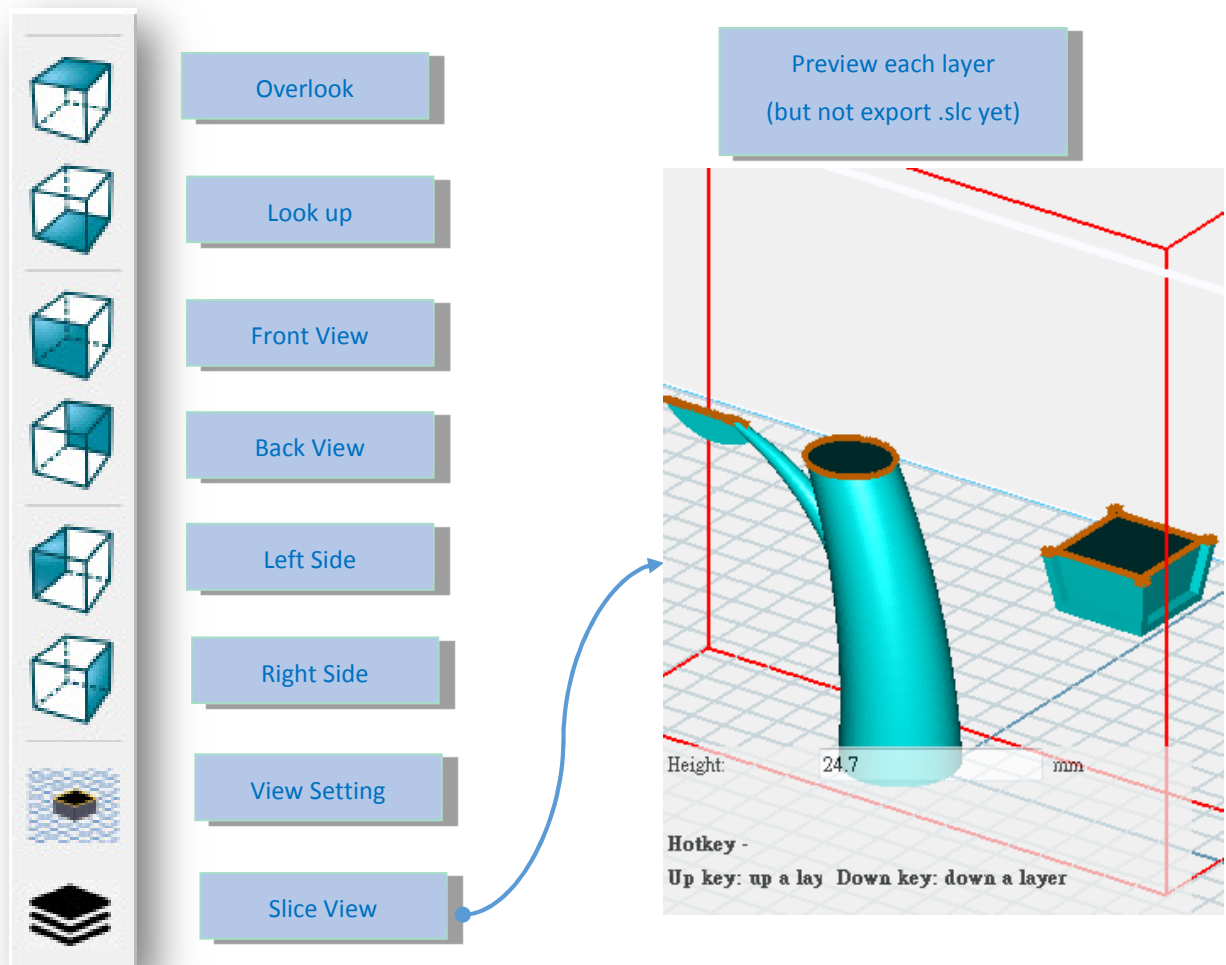 Overlook
Look up
Front View
Back View
Left Side
Right Side
View Setting
Slice View
Preview each layer
(but not export .slc yet)
Height: 24.7 mm
Hotkey -
Up key: up a lay Down key: down a layer